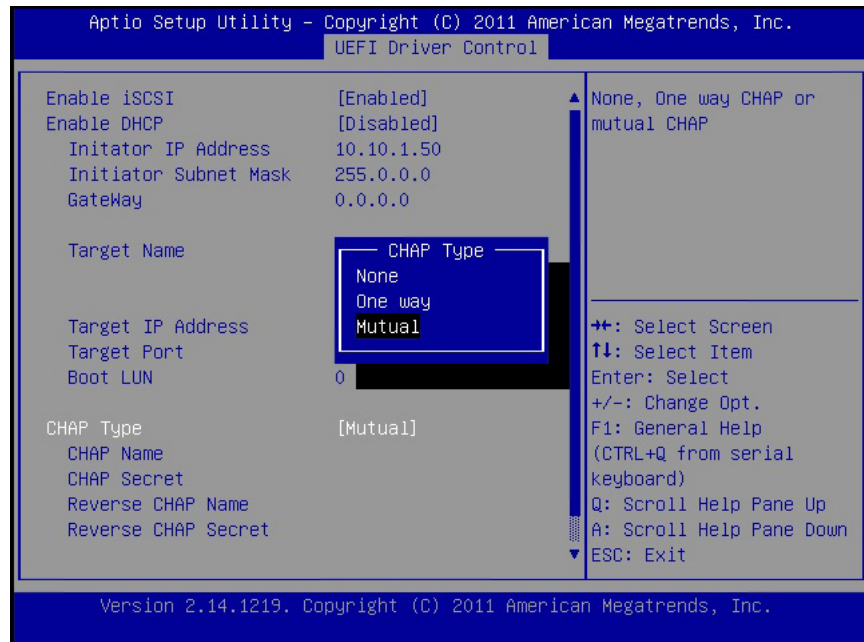 Aptio Setup Utility – Copyright (C) 2011 American Megatrends, Inc.
UEFI Driver Control
Enable iSCSI [Enabled]
Enable DHCP [Disabled]
Initator IP Address 10.10.1.50
Initiator Subnet Mask 255.0.0.0
GateWay 0.0.0.0
Target Name
CHAP Type
None
One way
Mutual
Target IP Address
Target Port
Boot LUN 0
CHAP Type [Mutual]
CHAP Name
CHAP Secret
Reverse CHAP Name
Reverse CHAP Secret
None, One way CHAP or
mutual CHAP
→←: Select Screen
↑↓: Select Item
Enter: Select
+/-: Change Opt.
F1: General Help
(CTRL+Q from serial
keyboard)
Q: Scroll Help Pane Up
A: Scroll Help Pane Down
ESC: Exit
Version 2.14.1219. Copyright (C) 2011 American Megatrends, Inc.